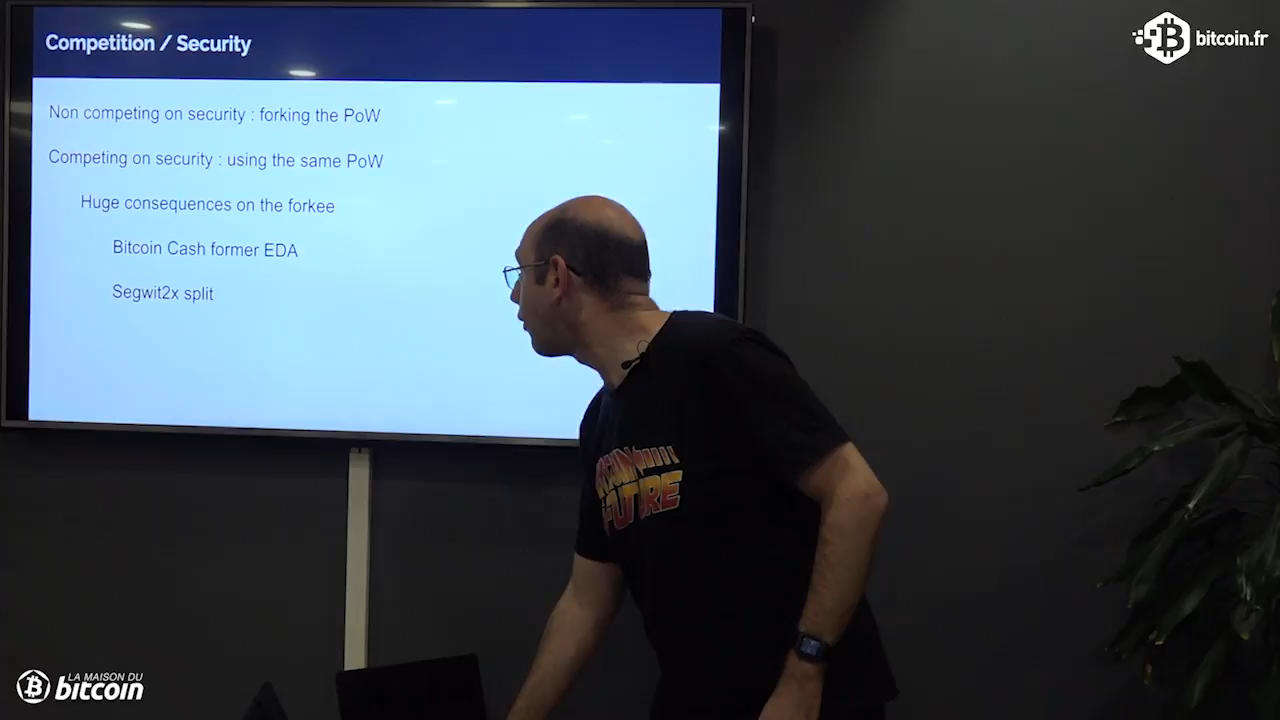 Competition / Security
bitcoin.fr
Non competing on security : forking the PoW
Competing on security : using the same PoW
Huge consequences on the forkee
Bitcoin Cash former EDA
Segwit2x split
FUTURE
LA MAISON DU
bitcoin